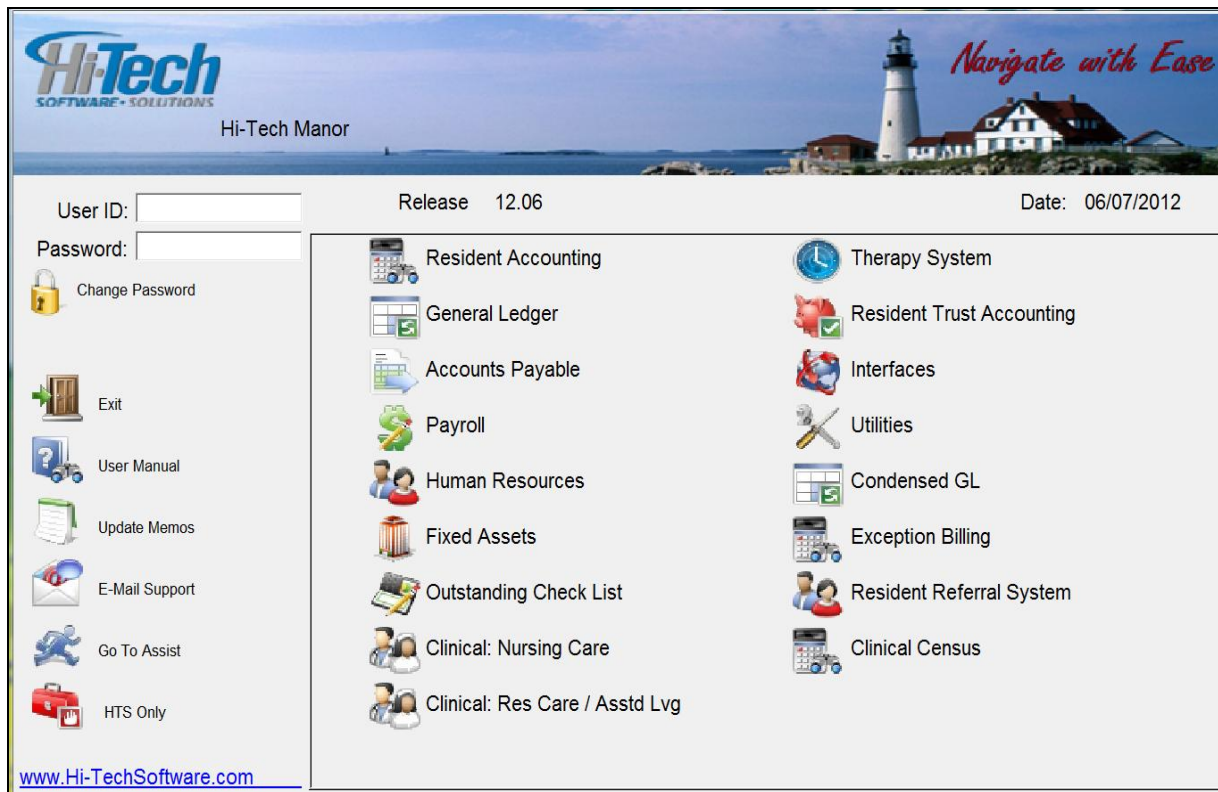 Hi-Tech
SOFTWARE • SOLUTIONS
Navigate with Ease
Hi-Tech Manor
User ID:
Password:
Change Password
Exit
User Manual
Update Memos
E-Mail Support
Go To Assist
HTS Only
www.Hi-TechSoftware.com
Release 12.06
Date: 06/07/2012
Resident Accounting
General Ledger
Accounts Payable
Payroll
Human Resources
Fixed Assets
Outstanding Check List
Clinical: Nursing Care
Clinical: Res Care / Asstd Lvg
Therapy System
Resident Trust Accounting
Interfaces
Utilities
Condensed GL
Exception Billing
Resident Referral System
Clinical Census